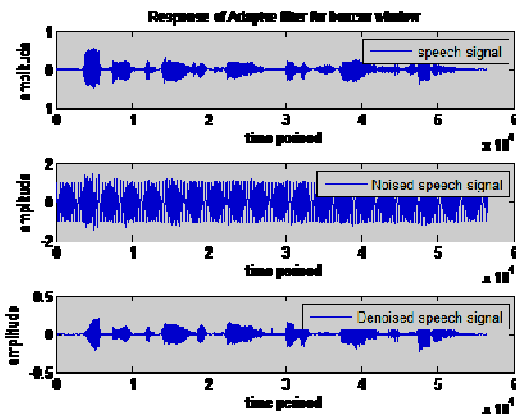 Response of Adaptive filter for boxcar window
1
0
1
amplitude
speech signal
0 1 2 3 4 5 6
time period
x 10^4
2
0
-2
amplitude
Noised speech signal
0 1 2 3 4 5 6
time period
x 10^4
0.5
0
-0.5
amplitude
Denoised speech signal
0 1 2 3 4 5 6
time period
x 10^4